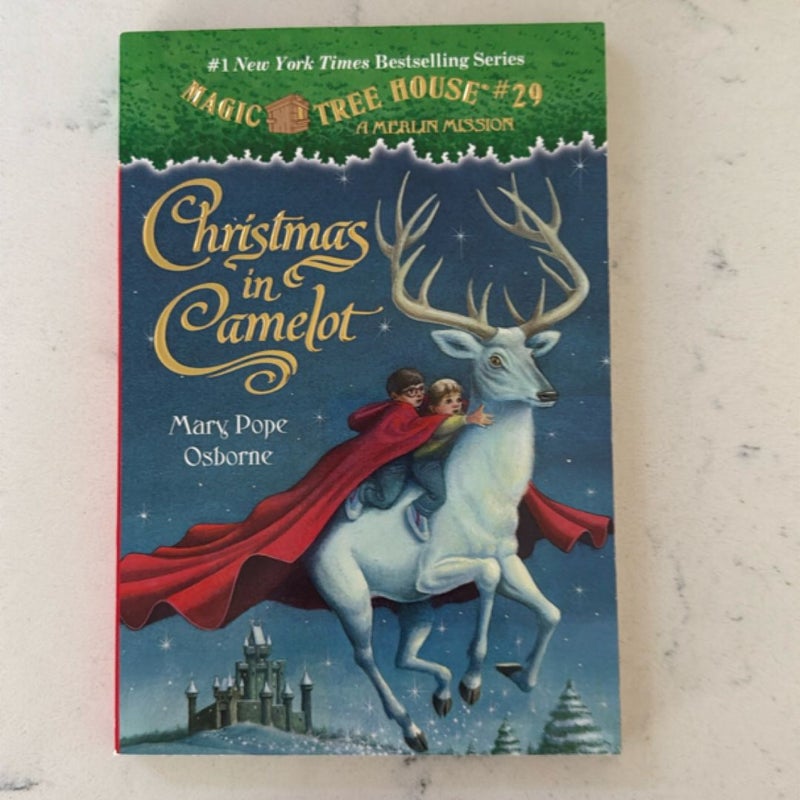 #1 New York Times Bestselling Series
MAGIC TREE HOUSE® #29
A MERLIN MISSION
Christmas
in
Camelot
Mary Pope
Osborne